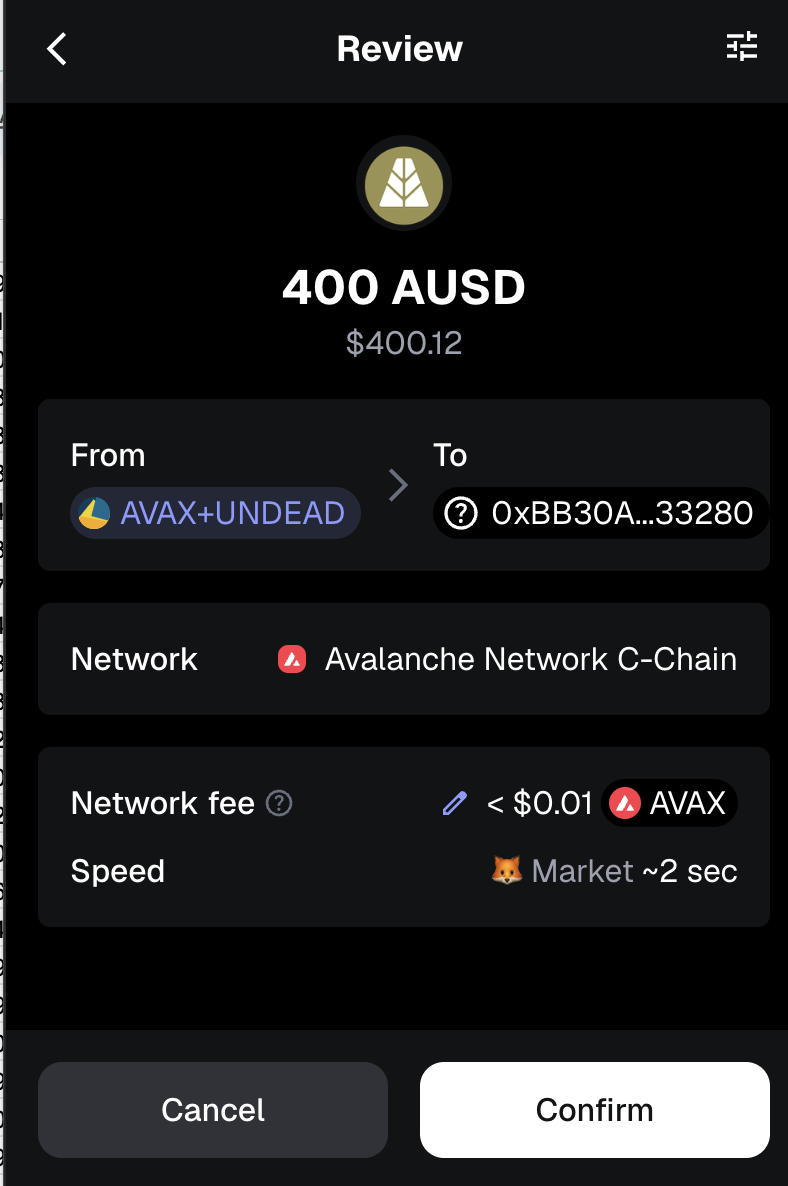 Review
400 AUSD
$400.12
From
To
AVAX+UNDEAD
0xBB30A...33280
Network
Avalanche Network C-Chain
Network fee
< $0.01
AVAX
Speed
Market ~2 sec
Cancel
Confirm